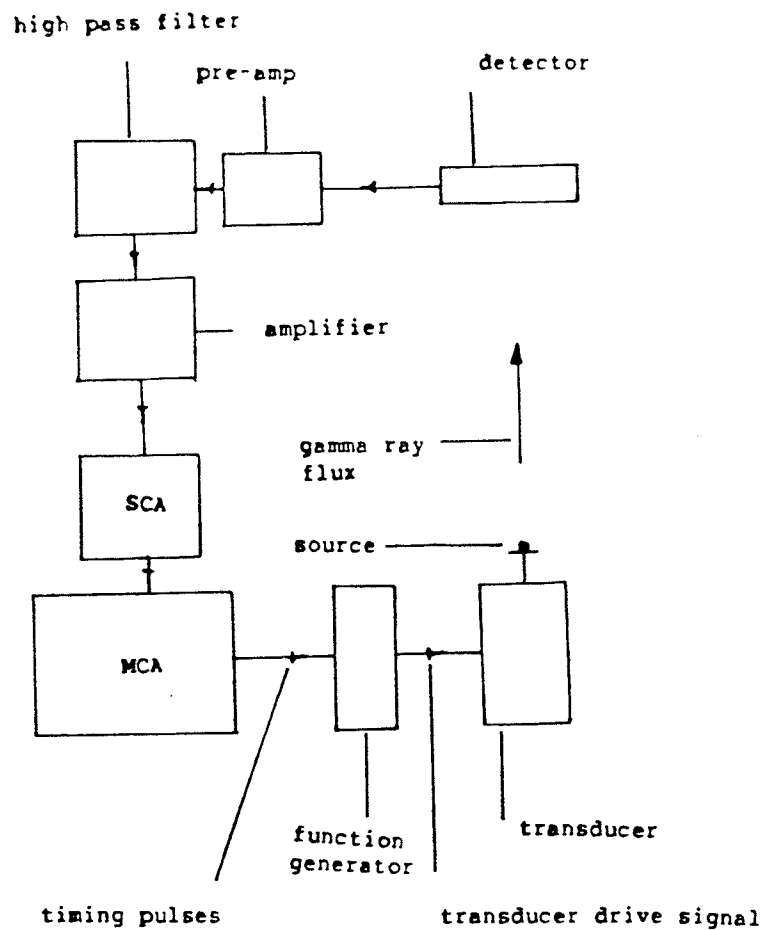 high pass filter
pre-amp
detector
amplifier
gamma ray
flux
SCA
source
MCA
function
generator
transducer
timing pulses
transducer drive signal